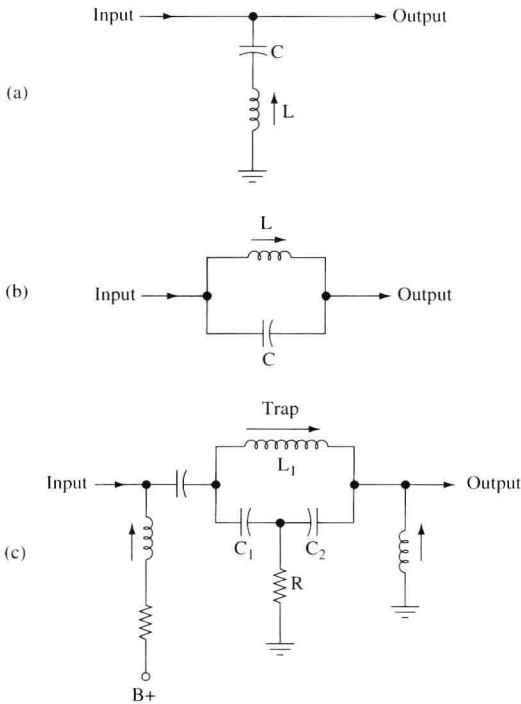 Input
Output
C
(a)
L
L
(b)
Input
Output
C
Trap
L₁
Input
Output
C₁
C₂
(c)
R
B+